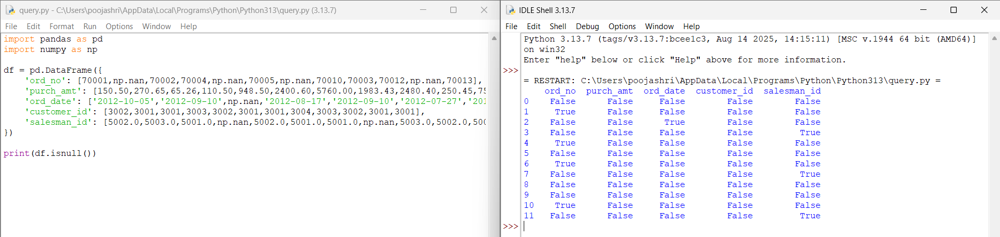 query.py - C:\Users\poojashri\AppData\Local\Programs\Python\Python313\query.py (3.13.7)
File Edit Format Run Options Window Help
import pandas as pd
import numpy as np
df = pd.DataFrame({
    'ord_no': [70001,np.nan,70002,70004,np.nan,70005,np.nan,70010,70003,70012,np.nan,70013],
    'purch_amt': [150.50,270.65,65.26,110.50,948.50,2400.60,5760.00,1983.43,2480.40,250.45,75
    'ord_date': ['2012-10-05','2012-09-10',np.nan,'2012-08-17','2012-09-10','2012-07-27','201
    'customer_id': [3002,3001,3001,3003,3002,3001,3001,3004,3003,3002,3001,3001],
    'salesman_id': [5002.0,5003.0,5001.0,np.nan,5002.0,5001.0,5001.0,np.nan,5003.0,5002.0,500
})
print(df.isnull())
IDLE Shell 3.13.7
File Edit Shell Debug Options Window Help
Python 3.13.7 (tags/v3.13.7:bcee1c3, Aug 14 2025, 14:15:11) [MSC v.1944 64 bit (AMD64)]
on win32
Enter "help" below or click "Help" above for more information.
>>>
= RESTART: C:\Users\poojashri\AppData\Local\Programs\Python\Python313\query.py =
    ord_no  purch_amt  ord_date  customer_id  salesman_id
0    False      False     False        False        False
1     True      False     False        False        False
2    False      False      True        False        False
3    False      False     False        False         True
4     True      False     False        False        False
5    False      False     False        False        False
6     True      False     False        False        False
7    False      False     False        False         True
8    False      False     False        False        False
9    False      False     False        False        False
10    True      False     False        False        False
11   False      False     False        False         True
>>>